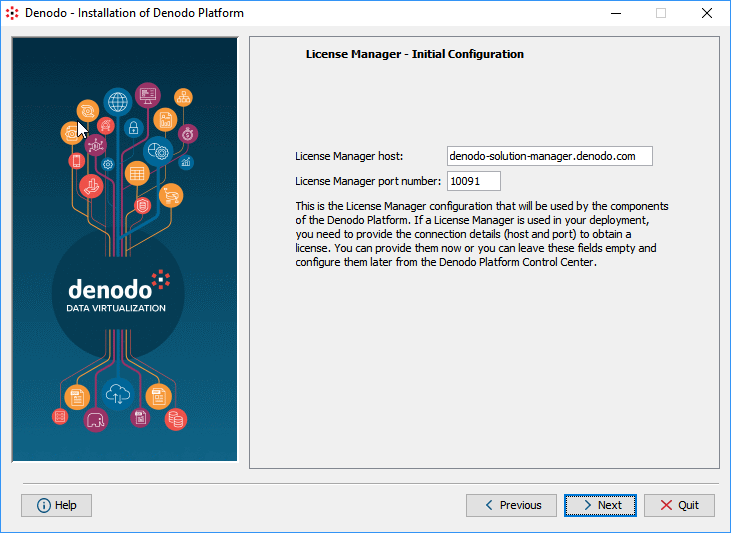 Denodo - Installation of Denodo Platform
License Manager - Initial Configuration
License Manager host: denodo-solution-manager.denodo.com
License Manager port number: 10091
This is the License Manager configuration that will be used by the components
of the Denodo Platform. If a License Manager is used in your deployment,
you need to provide the connection details (host and port) to obtain a
license. You can provide them now or you can leave these fields empty and
configure them later from the Denodo Platform Control Center.
denodo
DATA VIRTUALIZATION
Help
Previous
Next
Quit